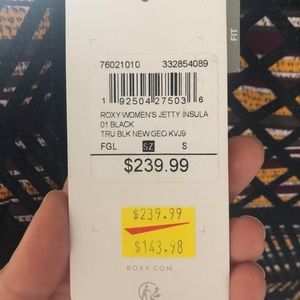 FIT
76021010 332854089
1 92504 27503 6
ROXY WOMEN'S JETTY INSULA
01 BLACK
TRU BLK NEW GEO KVJ9
FGL SZ S
$239.99
$239.99
$143.98
ROXY.COM